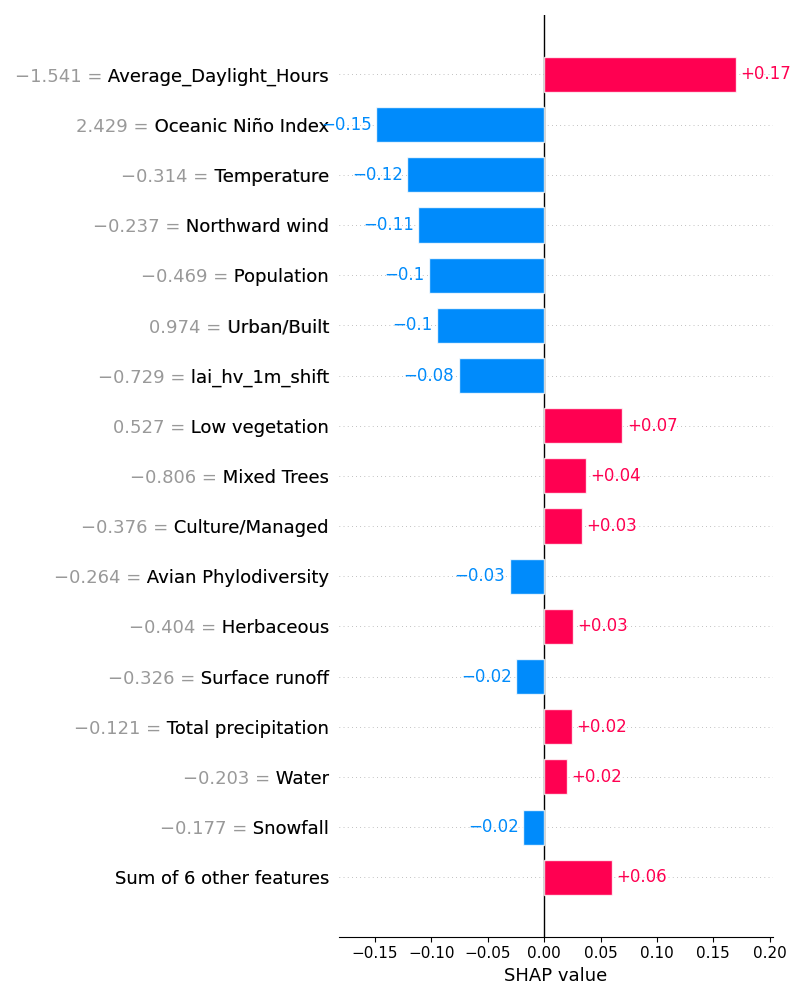 −1.541 = Average_Daylight_Hours +0.17
2.429 = Oceanic Niño Index −0.15
−0.314 = Temperature −0.12
−0.237 = Northward wind −0.11
−0.469 = Population −0.1
0.974 = Urban/Built −0.1
−0.729 = lai_hv_1m_shift −0.08
0.527 = Low vegetation +0.07
−0.806 = Mixed Trees +0.04
−0.376 = Culture/Managed +0.03
−0.264 = Avian Phylodiversity −0.03
−0.404 = Herbaceous +0.03
−0.326 = Surface runoff −0.02
−0.121 = Total precipitation +0.02
−0.203 = Water +0.02
−0.177 = Snowfall −0.02
Sum of 6 other features +0.06
−0.15 −0.10 −0.05 0.00 0.05 0.10 0.15 0.20
SHAP value